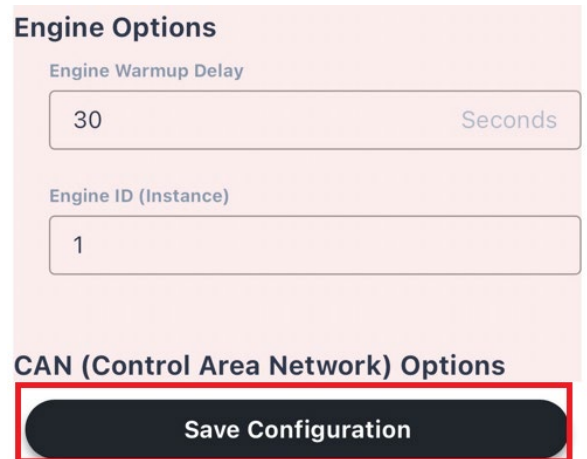 Engine Options
Engine Warmup Delay
30 Seconds
Engine ID (Instance)
1
CAN (Control Area Network) Options
Save Configuration